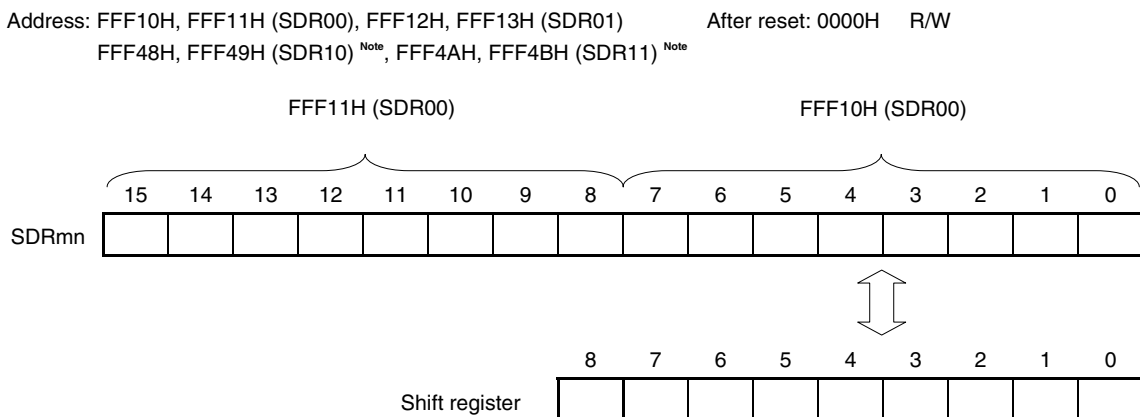 Address: FFF10H, FFF11H (SDR00), FFF12H, FFF13H (SDR01) After reset: 0000H R/W
FFF48H, FFF49H (SDR10) Note, FFF4AH, FFF4BH (SDR11) Note
FFF11H (SDR00) FFF10H (SDR00)
15 14 13 12 11 10 9 8 7 6 5 4 3 2 1 0
SDRmn
8 7 6 5 4 3 2 1 0
Shift register